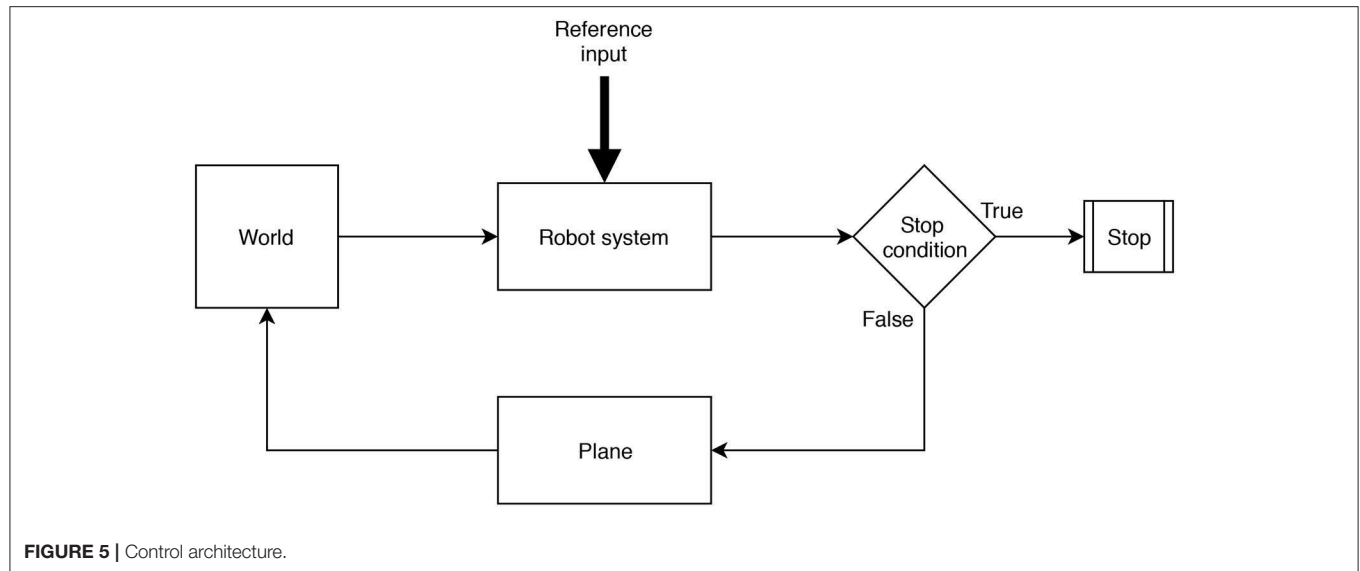 Reference
input
World
Robot system
Stop
condition
True
Stop
False
Plane
FIGURE 5 | Control architecture.